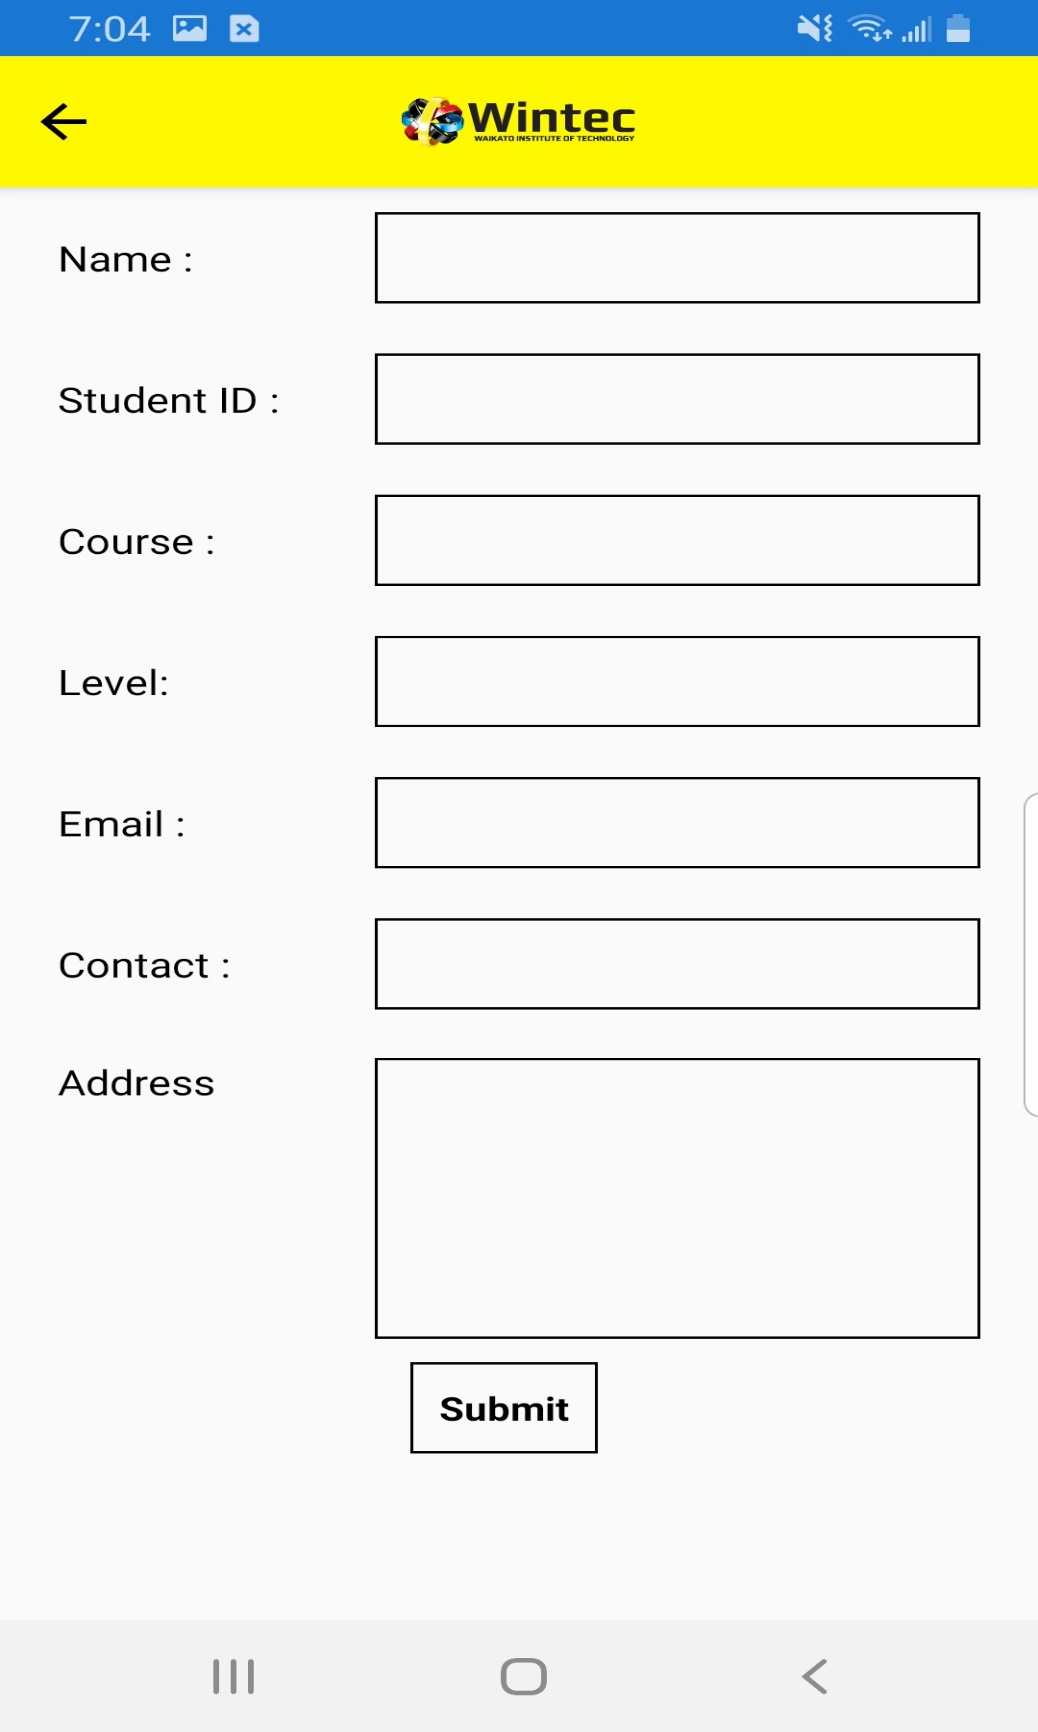 7:04
Wintec
WAIKATO INSTITUTE OF TECHNOLOGY
Name :
Student ID :
Course :
Level:
Email :
Contact :
Address
Submit